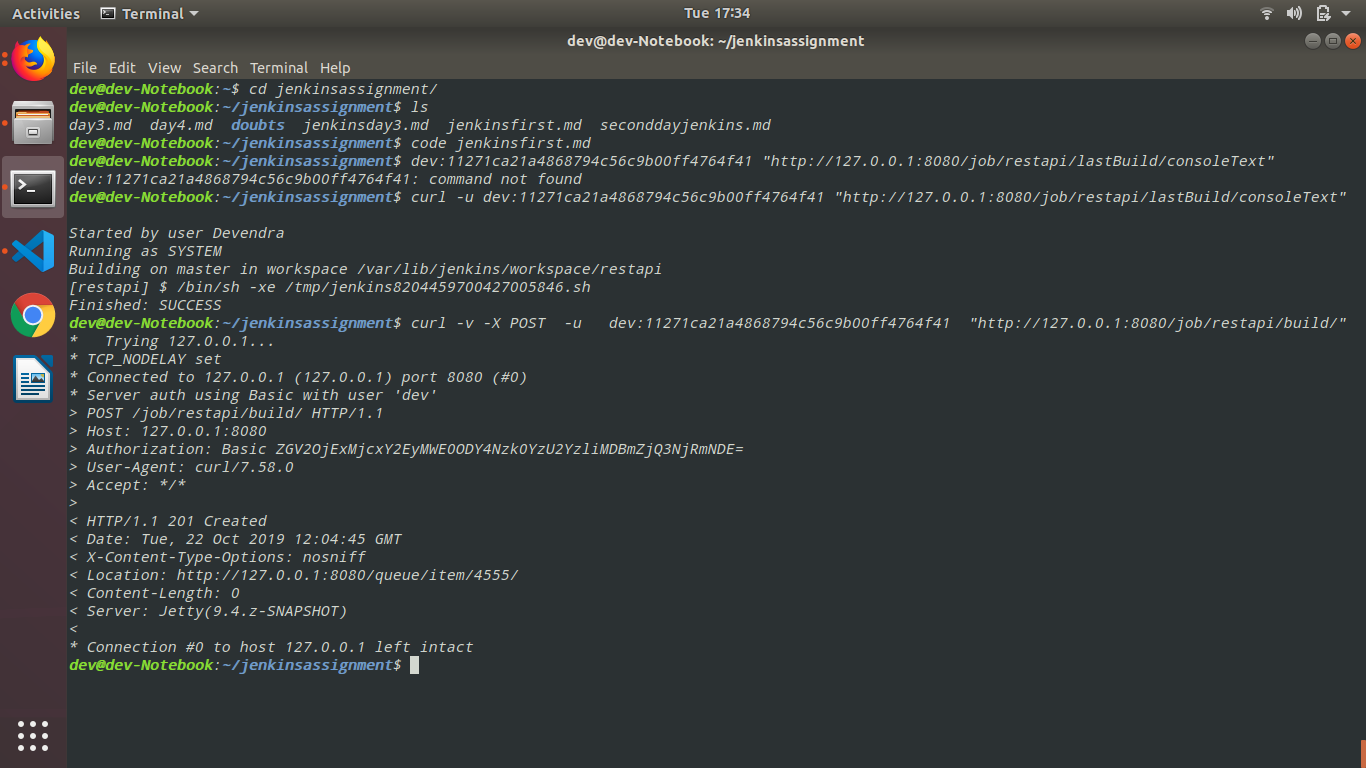 Activities Terminal Tue 17:34
dev@dev-Notebook: ~/jenkinsassignment
File Edit View Search Terminal Help
dev@dev-Notebook:~$ cd jenkinsassignment/
dev@dev-Notebook:~/jenkinsassignment$ ls
day3.md  day4.md  doubts  jenkinsday3.md  jenkinsfirst.md  seconddayjenkins.md
dev@dev-Notebook:~/jenkinsassignment$ code jenkinsfirst.md
dev@dev-Notebook:~/jenkinsassignment$ dev:11271ca21a4868794c56c9b00ff4764f41 "http://127.0.0.1:8080/job/restapi/lastBuild/consoleText"
dev:11271ca21a4868794c56c9b00ff4764f41: command not found
dev@dev-Notebook:~/jenkinsassignment$ curl -u dev:11271ca21a4868794c56c9b00ff4764f41 "http://127.0.0.1:8080/job/restapi/lastBuild/consoleText"
Started by user Devendra
Running as SYSTEM
Building on master in workspace /var/lib/jenkins/workspace/restapi
[restapi] $ /bin/sh -xe /tmp/jenkins8204459700427005846.sh
Finished: SUCCESS
dev@dev-Notebook:~/jenkinsassignment$ curl -v -X POST  -u   dev:11271ca21a4868794c56c9b00ff4764f41  "http://127.0.0.1:8080/job/restapi/build/"
*   Trying 127.0.0.1...
* TCP_NODELAY set
* Connected to 127.0.0.1 (127.0.0.1) port 8080 (#0)
* Server auth using Basic with user 'dev'
> POST /job/restapi/build/ HTTP/1.1
> Host: 127.0.0.1:8080
> Authorization: Basic ZGV2OjExMjcxY2EyMWE0ODY4Nzk0YzU2YzliMDBmZjQ3NjRmNDE=
> User-Agent: curl/7.58.0
> Accept: */*
>
< HTTP/1.1 201 Created
< Date: Tue, 22 Oct 2019 12:04:45 GMT
< X-Content-Type-Options: nosniff
< Location: http://127.0.0.1:8080/queue/item/4555/
< Content-Length: 0
< Server: Jetty(9.4.z-SNAPSHOT)
<
* Connection #0 to host 127.0.0.1 left intact
dev@dev-Notebook:~/jenkinsassignment$